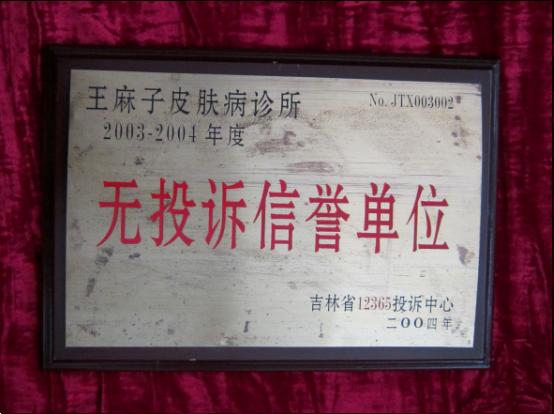 王麻子皮肤病诊所
No. JTX003002
2003-2004年度
无投诉信誉单位
吉林省12365投诉中心
二OO四年